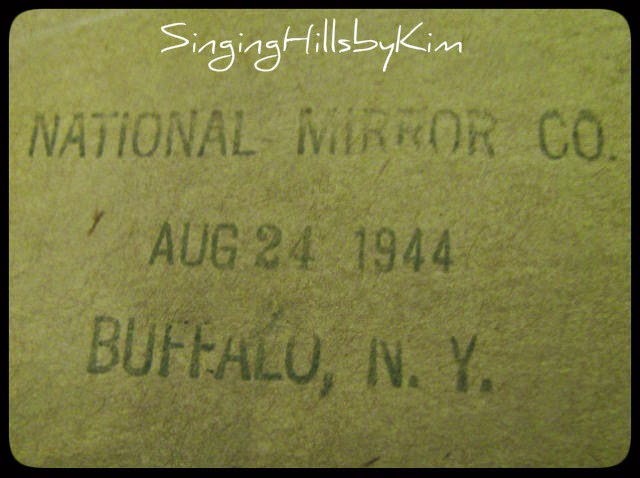 SingingHillsbyKim
NATIONAL MIRROR CO.
AUG 24 1944
BUFFALO, N. Y.